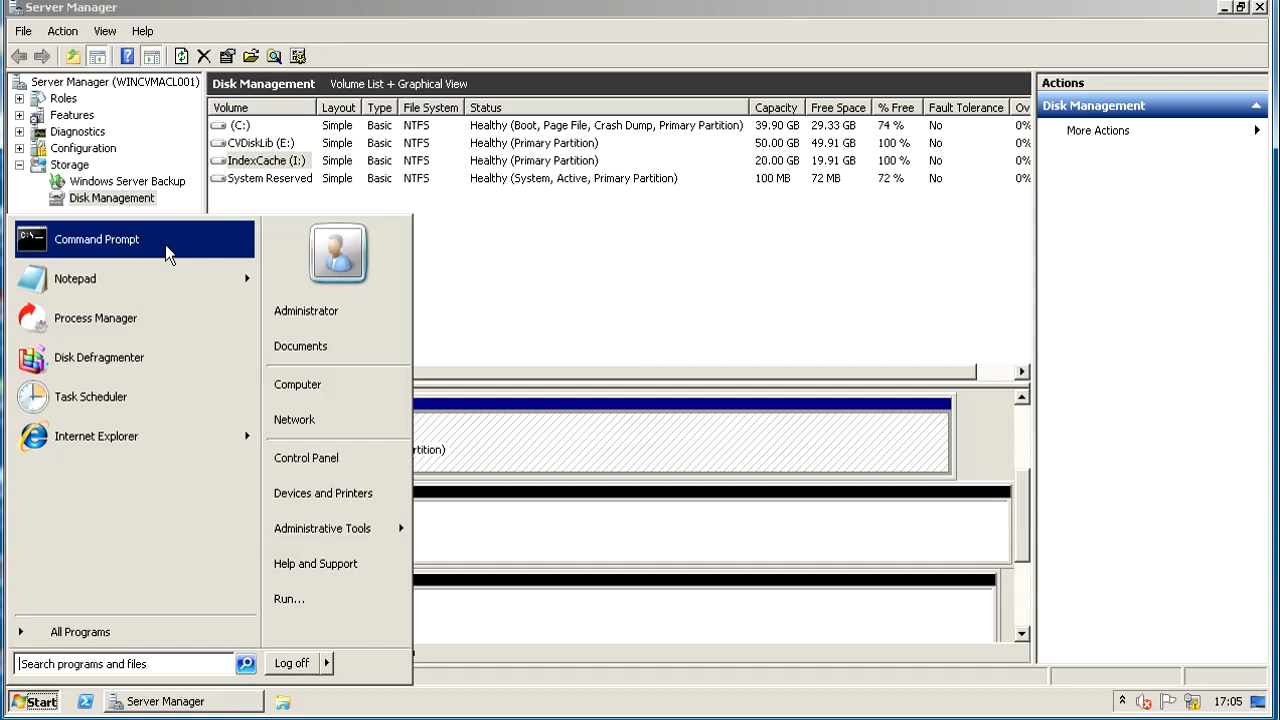 Server Manager
File Action View Help
Server Manager (WINCVMACL001)
Roles
Features
Diagnostics
Configuration
Storage
Windows Server Backup
Disk Management
Disk Management Volume List + Graphical View
Volume Layout Type File System Status Capacity Free Space % Free Fault Tolerance Ov
(C:) Simple Basic NTFS Healthy (Boot, Page File, Crash Dump, Primary Partition) 39.90 GB 29.33 GB 74 % No 0%
CVDiskLib (E:) Simple Basic NTFS Healthy (Primary Partition) 50.00 GB 49.91 GB 100 % No 0%
IndexCache (I:) Simple Basic NTFS Healthy (Primary Partition) 20.00 GB 19.91 GB 100 % No 0%
System Reserved Simple Basic NTFS Healthy (System, Active, Primary Partition) 100 MB 72 MB 72 % No 0%
Actions
Disk Management
More Actions
C:\
Command Prompt
Notepad
Process Manager
Disk Defragmenter
Task Scheduler
Internet Explorer
All Programs
Search programs and files
Administrator
Documents
Computer
Network
Control Panel
Devices and Printers
Administrative Tools
Help and Support
Run...
Log off
rtition)
Start Server Manager 17:05